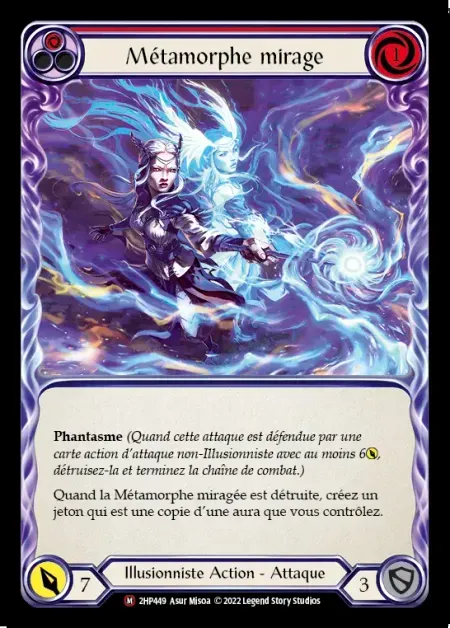 Métamorphe mirage
1
Phantasme (Quand cette attaque est défendue par une
carte action d'attaque non-Illusionniste avec au moins 6,
détruisez-la et terminez la chaîne de combat.)
Quand la Métamorphe miragée est détruite, créez un
jeton qui est une copie d'une aura que vous contrôlez.
7
Illusionniste Action - Attaque
3
M 2HP449 Asur Misoa © 2022 Legend Story Studios